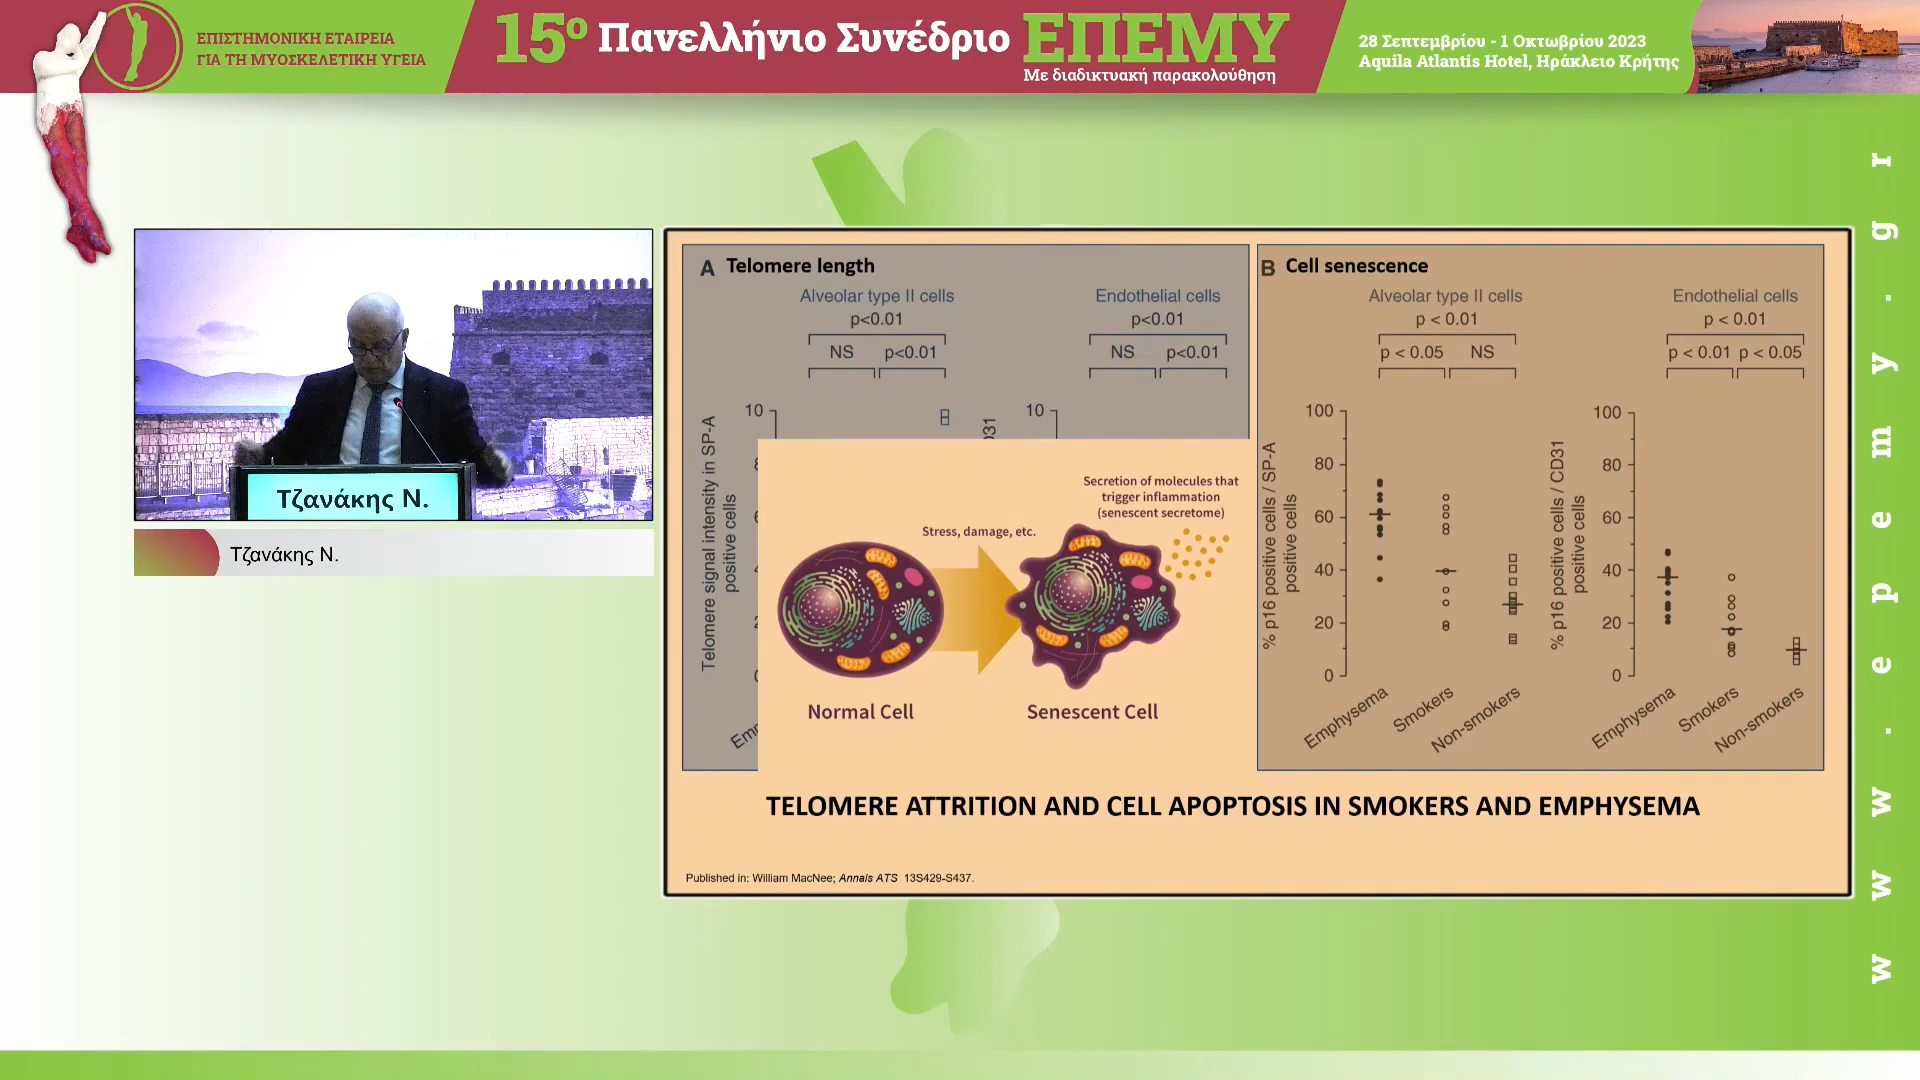 ΕΠΙΣΤΗΜΟΝΙΚΗ ΕΤΑΙΡΕΙΑ
ΓΙΑ ΤΗ ΜΥΟΣΚΕΛΕΤΙΚΗ ΥΓΕΙΑ
15ο Πανελλήνιο Συνέδριο ΕΠΕΜΥ
Με διαδικτυακή παρακολούθηση
28 Σεπτεμβρίου - 1 Οκτωβρίου 2023
Aquila Atlantis Hotel, Ηράκλειο Κρήτης
www.epemy.gr
Τζανάκης Ν.
Τζανάκης Ν.
A Telomere length
Alveolar type II cells
p<0.01
NS p<0.01
Endothelial cells
p<0.01
NS p<0.01
Telomere signal intensity in SP-A
positive cells
10
10
Stress, damage, etc.
Secretion of molecules that
trigger inflammation
(senescent secretome)
Normal Cell
Senescent Cell
B Cell senescence
Alveolar type II cells
p < 0.01
p < 0.05 NS
Endothelial cells
p < 0.01
p < 0.01 p < 0.05
% p16 positive cells / SP-A
positive cells
100
80
60
40
20
0
Emphysema
Smokers
Non-smokers
% p16 positive cells / CD31
positive cells
100
80
60
40
20
0
Emphysema
Smokers
Non-smokers
TELOMERE ATTRITION AND CELL APOPTOSIS IN SMOKERS AND EMPHYSEMA
Published in: William MacNee; Annals ATS 13S429-S437.